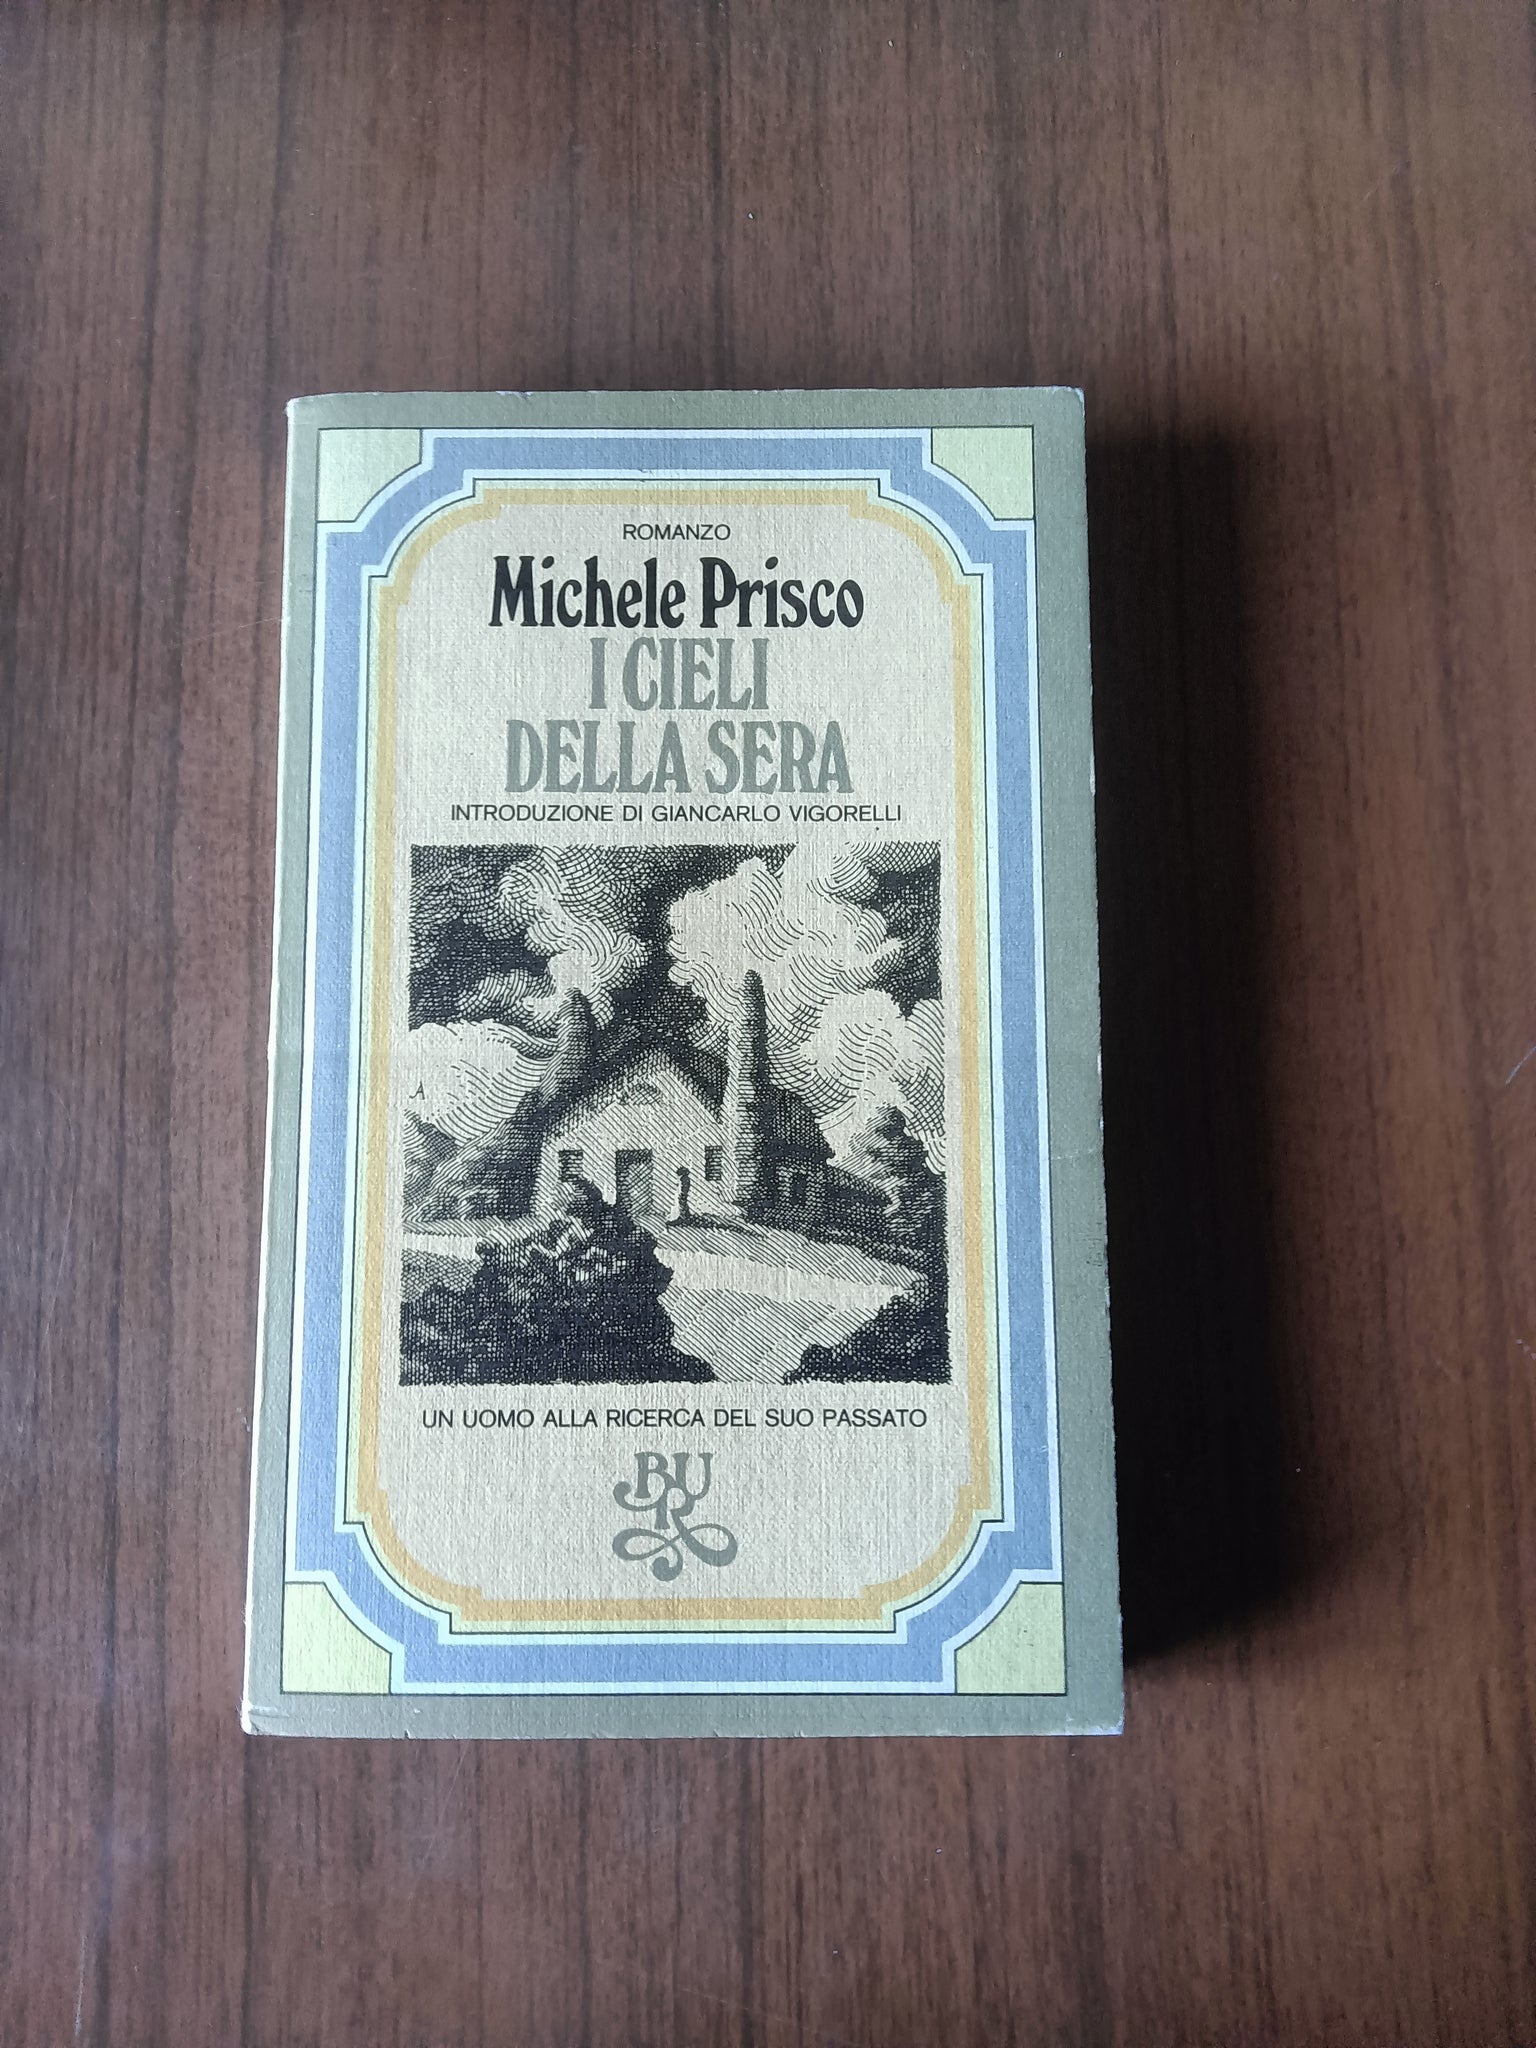 ROMANZO
Michele Prisco
I CIELI
DELLA SERA
INTRODUZIONE DI GIANCARLO VIGORELLI
A
UN UOMO ALLA RICERCA DEL SUO PASSATO
BUR